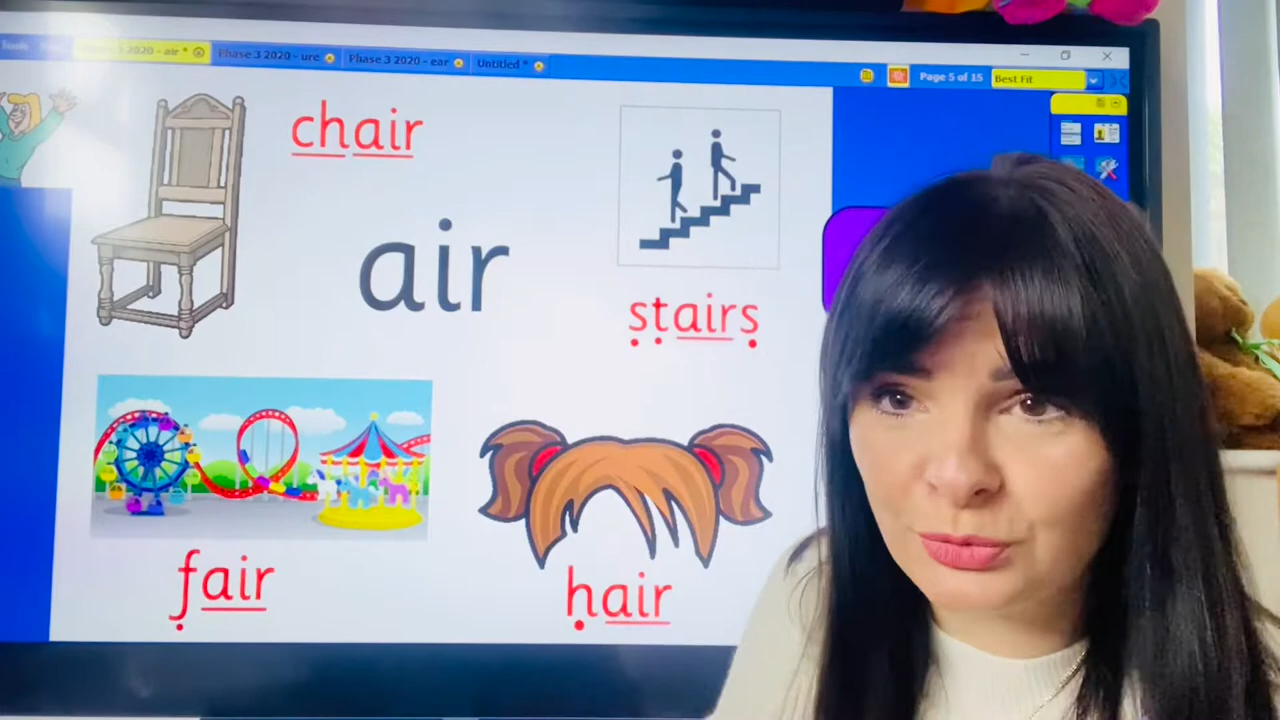 Tools
Phase 3 2020 - air *
Phase 3 2020 - ure
Phase 3 2020 - ear
Untitled *
Page 5 of 15
Best Fit
chair
air
stairs
fair
hair